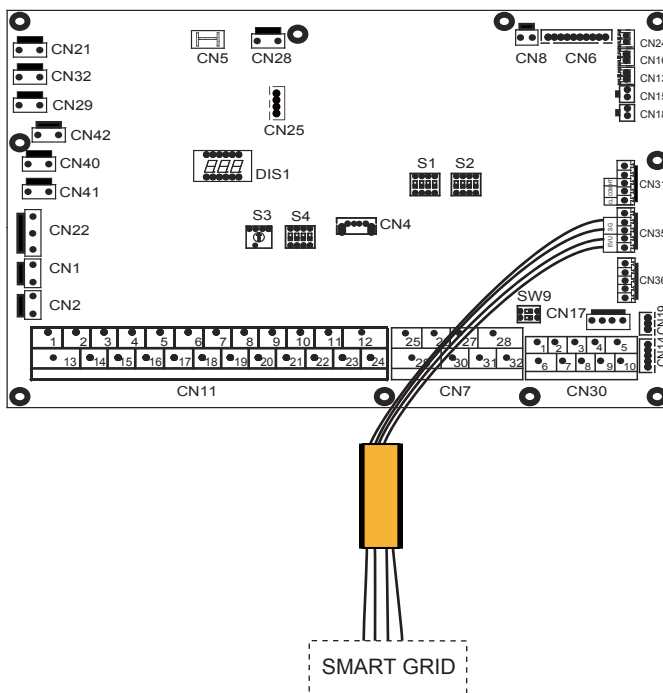 CN21
CN32
CN29
CN42
CN40
CN41
CN22
CN1
CN2
CN5
CN28
CN25
DIS1
S1 S2
S3 S4
CN4
CN8 CN6
CN24
CN16
CN13
CN15
CN18
CN31
SG
EVU
CN35
CN36
SW9
CN17
CN19
CN14
1 2 3 4 5 6 7 8 9 10 11 12
13 14 15 16 17 18 19 20 21 22 23 24
CN11
25 26 27 28
29 30 31 32
CN7
1 2 3 4 5
6 7 8 9 10
CN30
SMART GRID